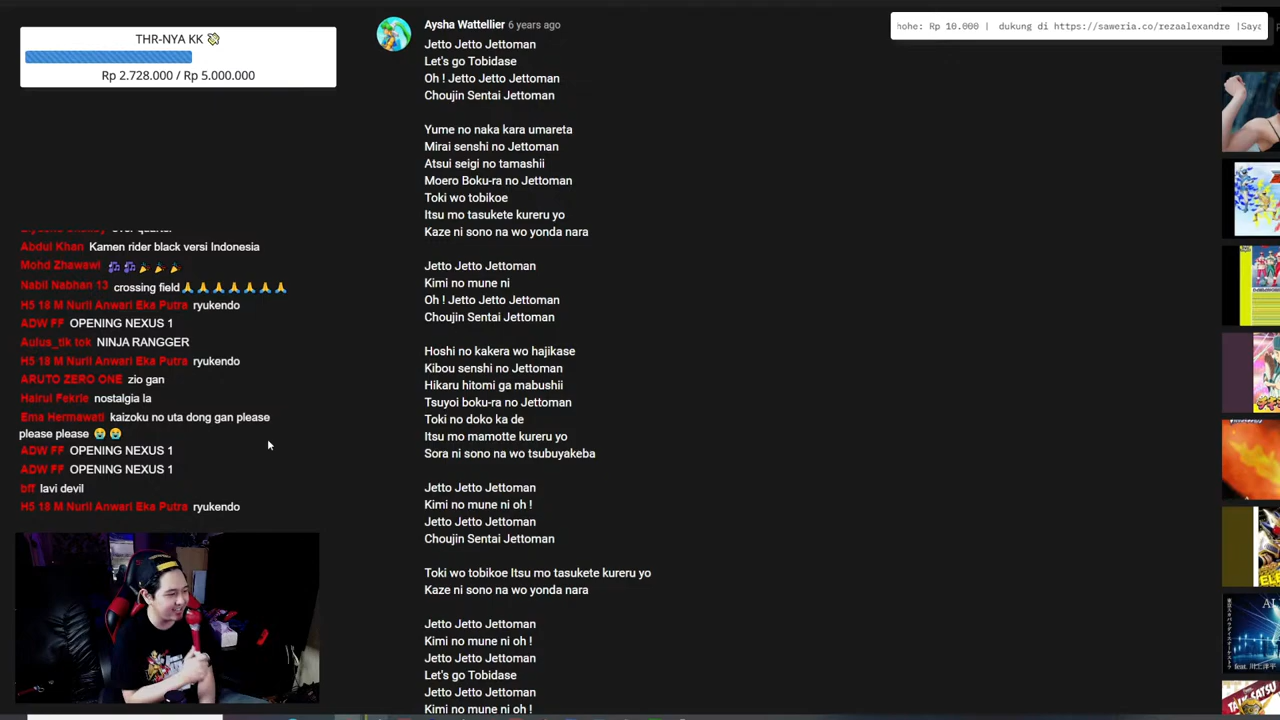 THR-NYA KK 💸
Rp 2.728.000 / Rp 5.000.000
hohe: Rp 10.000 | dukung di https://saweria.co/rezaalexandre |Saya
Abdul Khan Kamen rider black versi Indonesia
Mohd Zhawawi 🎶🎶🎉🎉🎉
Nabil Nabhan 13 crossing field🙏🙏🙏🙏🙏🙏🙏
H5 18 M Nuril Anwari Eka Putra ryukendo
ADW FF OPENING NEXUS 1
Aulus_tik tok NINJA RANGGER
H5 18 M Nuril Anwari Eka Putra ryukendo
ARUTO ZERO ONE zio gan
Hairul Fekrie nostalgia la
Ema Hermawati kaizoku no uta dong gan please
please please 😭 😭
ADW FF OPENING NEXUS 1
ADW FF OPENING NEXUS 1
bff lavi devil
H5 18 M Nuril Anwari Eka Putra ryukendo
Aysha Wattellier 6 years ago
Jetto Jetto Jettoman
Let's go Tobidase
Oh ! Jetto Jetto Jettoman
Choujin Sentai Jettoman
Yume no naka kara umareta
Mirai senshi no Jettoman
Atsui seigi no tamashii
Moero Boku-ra no Jettoman
Toki wo tobikoe
Itsu mo tasukete kureru yo
Kaze ni sono na wo yonda nara
Jetto Jetto Jettoman
Kimi no mune ni
Oh ! Jetto Jetto Jettoman
Choujin Sentai Jettoman
Hoshi no kakera wo hajikase
Kibou senshi no Jettoman
Hikaru hitomi ga mabushii
Tsuyoi boku-ra no Jettoman
Toki no doko ka de
Itsu mo mamotte kureru yo
Sora ni sono na wo tsubuyakeba
Jetto Jetto Jettoman
Kimi no mune ni oh !
Jetto Jetto Jettoman
Choujin Sentai Jettoman
Toki wo tobikoe Itsu mo tasukete kureru yo
Kaze ni sono na wo yonda nara
Jetto Jetto Jettoman
Kimi no mune ni oh !
Jetto Jetto Jettoman
Let's go Tobidase
Jetto Jetto Jettoman
Kimi no mune ni oh !